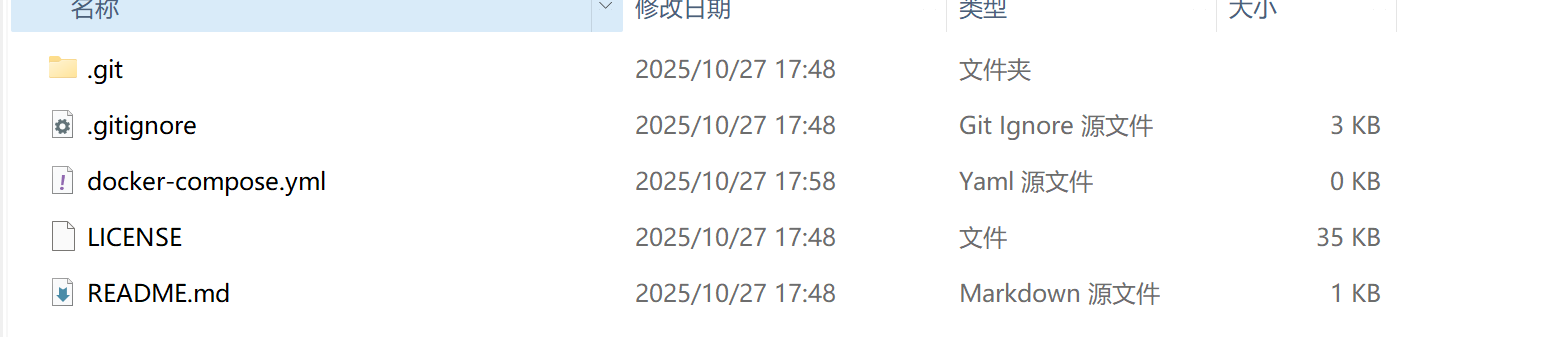 名称 修改日期 类型 大小
.git 2025/10/27 17:48 文件夹
.gitignore 2025/10/27 17:48 Git Ignore 源文件 3 KB
docker-compose.yml 2025/10/27 17:58 Yaml 源文件 0 KB
LICENSE 2025/10/27 17:48 文件 35 KB
README.md 2025/10/27 17:48 Markdown 源文件 1 KB